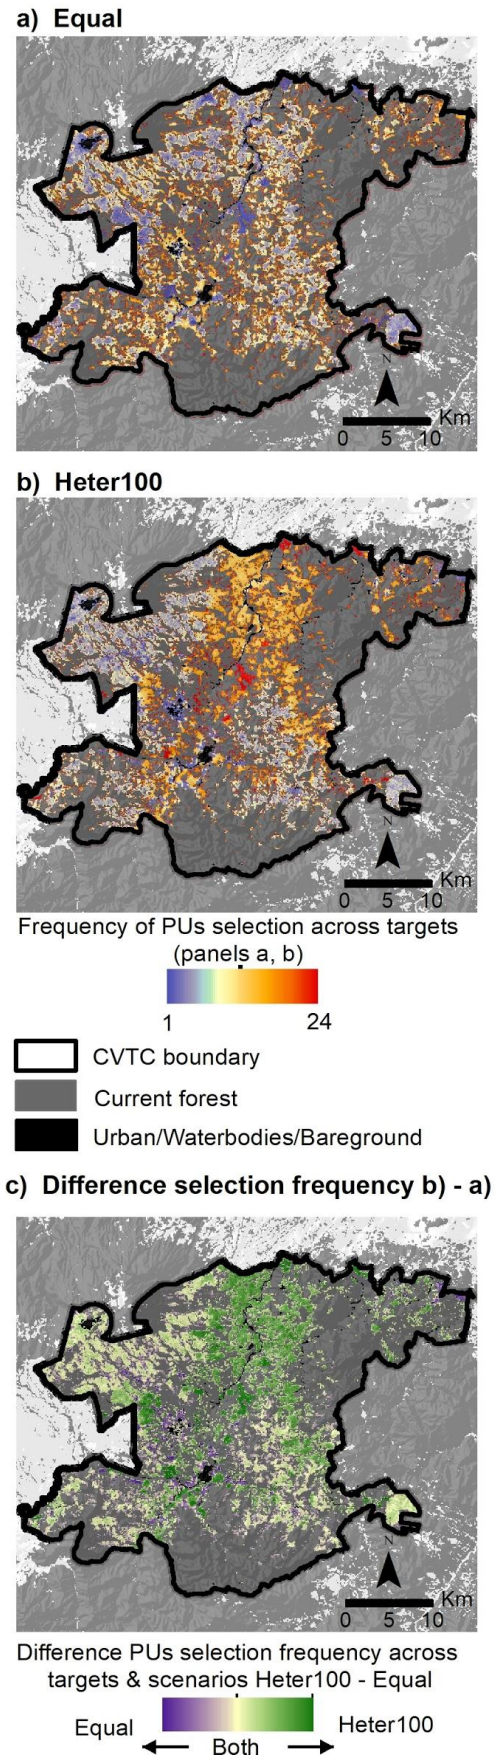 a) Equal
N
Km
0 5 10
b) Heter100
N
Km
0 5 10
Frequency of PUs selection across targets
(panels a, b)
1 24
CVTC boundary
Current forest
Urban/Waterbodies/Bareground
c) Difference selection frequency b) - a)
N
Km
0 5 10
Difference PUs selection frequency across
targets & scenarios Heter100 - Equal
Equal Heter100
Both